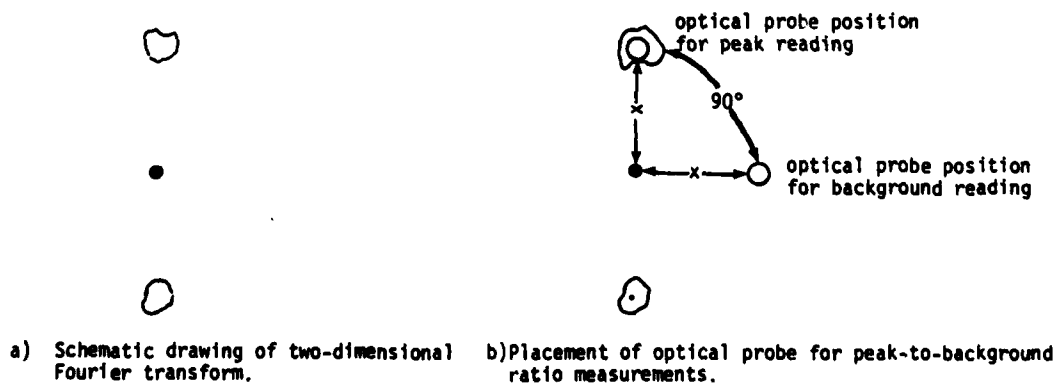 optical probe position
for peak reading
x
90°
x
optical probe position
for background reading
a) Schematic drawing of two-dimensional
Fourier transform.
b)Placement of optical probe for peak-to-background
ratio measurements.